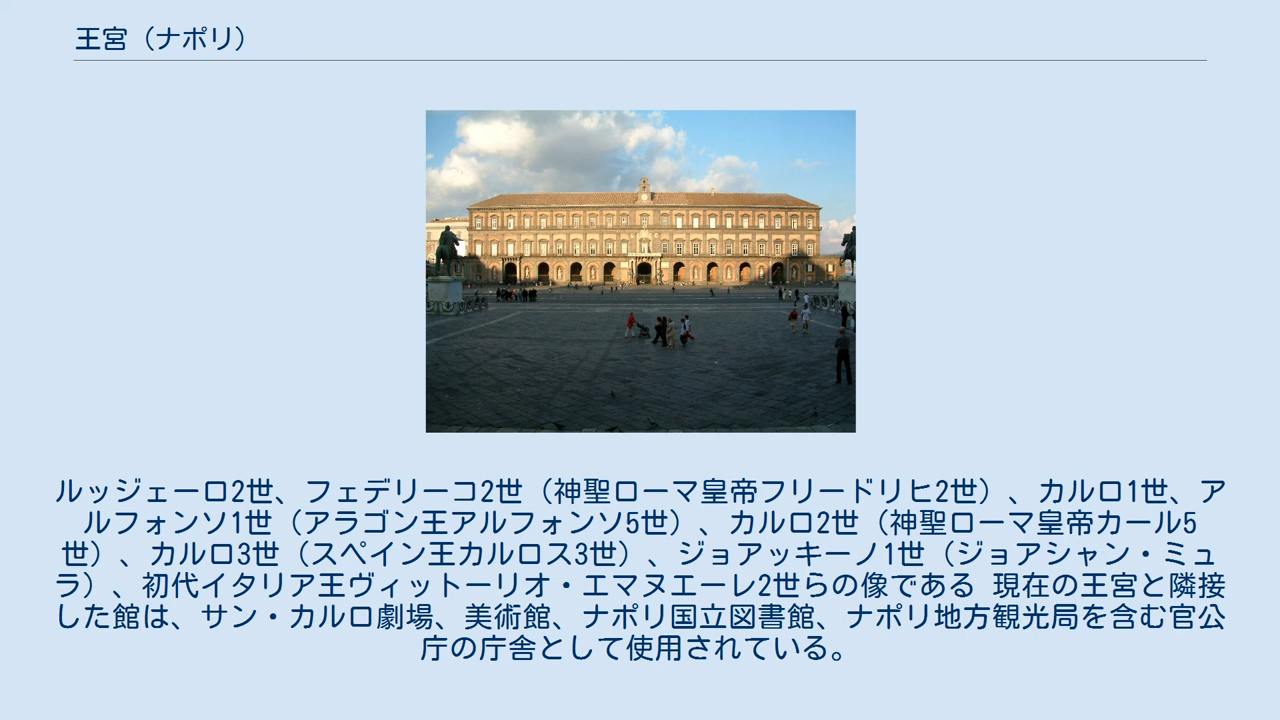 王宮（ナポリ）
ルッジェーロ2世、フェデリーコ2世（神聖ローマ皇帝フリードリヒ2世）、カルロ1世、ア
ルフォンソ1世（アラゴン王アルフォンソ5世）、カルロ2世（神聖ローマ皇帝カール5
世）、カルロ3世（スペイン王カルロス3世）、ジョアッキーノ1世（ジョアシャン・ミュ
ラ）、初代イタリア王ヴィットーリオ・エマヌエーレ2世らの像である 現在の王宮と隣接
した館は、サン・カルロ劇場、美術館、ナポリ国立図書館、ナポリ地方観光局を含む官公
庁の庁舎として使用されている。